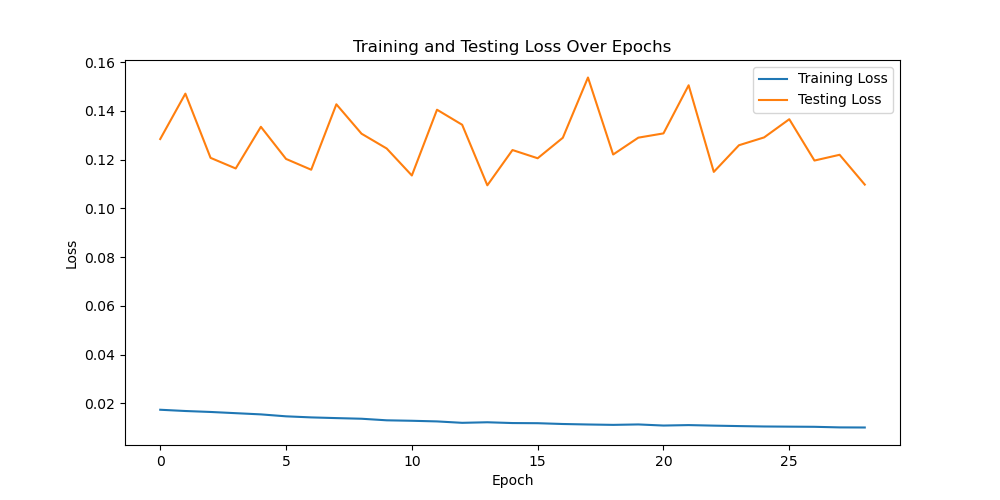 Training and Testing Loss Over Epochs
0.16
0.14
0.12
0.10
0.08
0.06
0.04
0.02
Loss
Training Loss
Testing Loss
0 5 10 15 20 25
Epoch